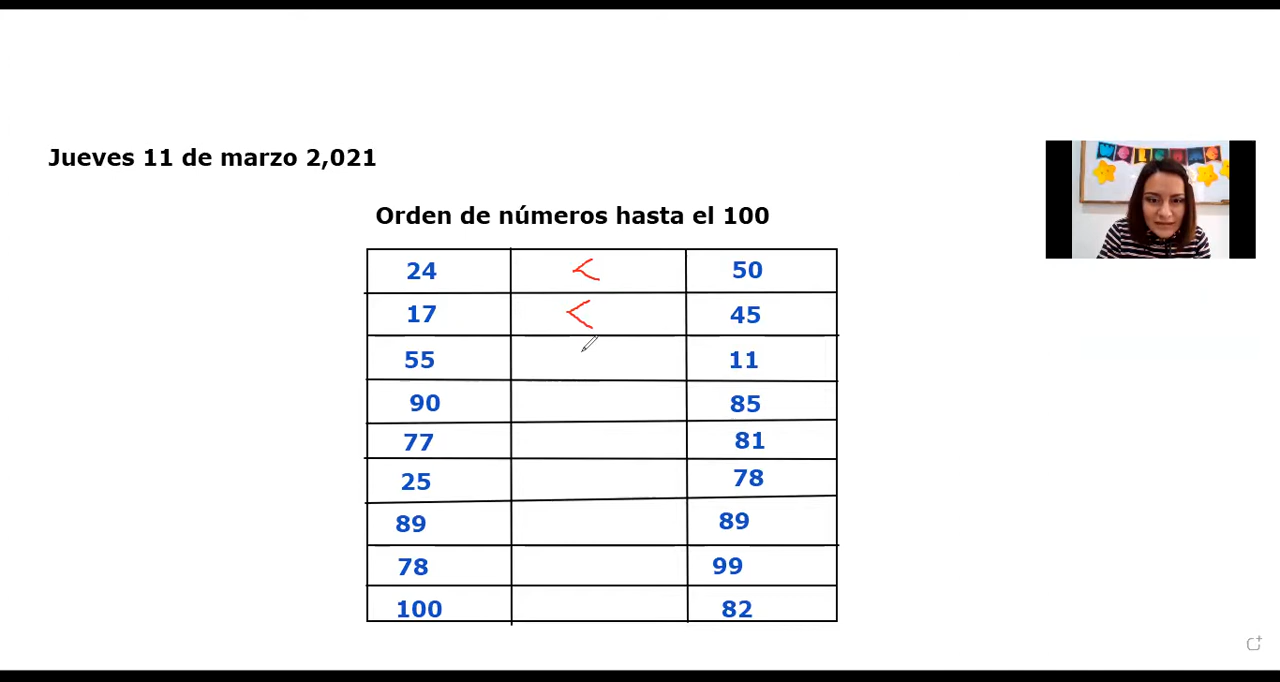 Jueves 11 de marzo 2,021
Orden de números hasta el 100
24 < 50
17 < 45
55 11
90 85
77 81
25 78
89 89
78 99
100 82